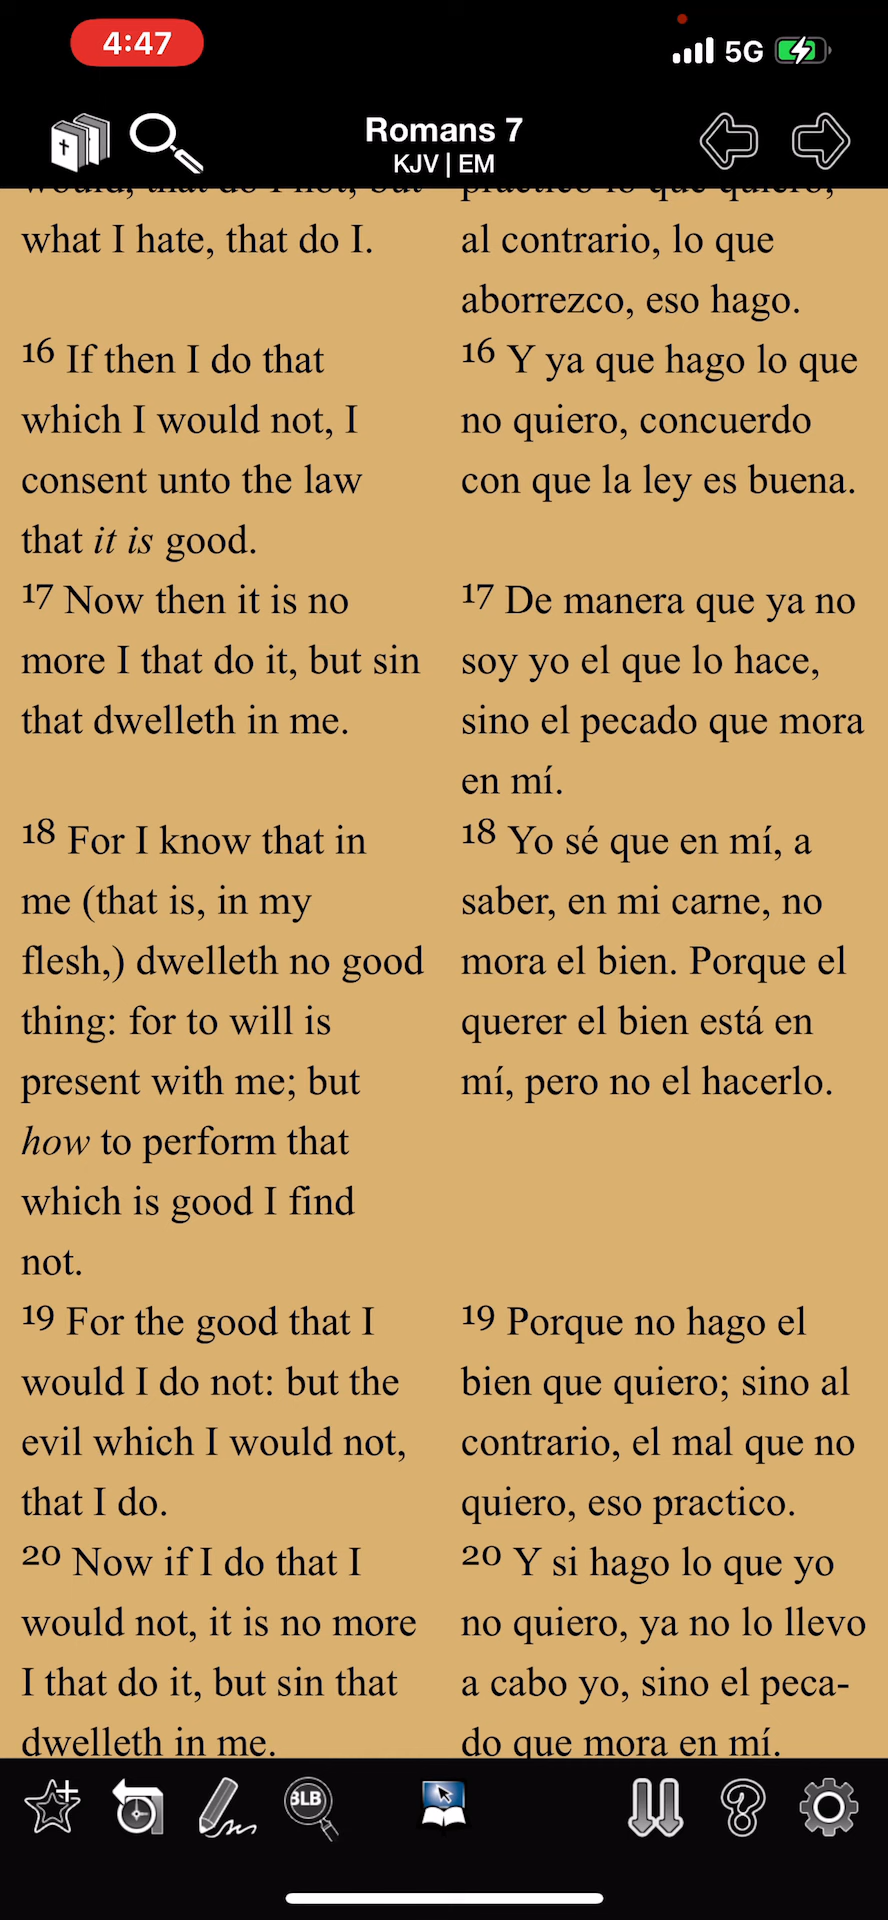 4:47
5G
Romans 7
KJV | EM
would, that do I not; but
what I hate, that do I.
16 If then I do that
which I would not, I
consent unto the law
that it is good.
17 Now then it is no
more I that do it, but sin
that dwelleth in me.
18 For I know that in
me (that is, in my
flesh,) dwelleth no good
thing: for to will is
present with me; but
how to perform that
which is good I find
not.
19 For the good that I
would I do not: but the
evil which I would not,
that I do.
20 Now if I do that I
would not, it is no more
I that do it, but sin that
dwelleth in me.
practico lo que quiero;
al contrario, lo que
aborrezco, eso hago.
16 Y ya que hago lo que
no quiero, concuerdo
con que la ley es buena.
17 De manera que ya no
soy yo el que lo hace,
sino el pecado que mora
en mí.
18 Yo sé que en mí, a
saber, en mi carne, no
mora el bien. Porque el
querer el bien está en
mí, pero no el hacerlo.
19 Porque no hago el
bien que quiero; sino al
contrario, el mal que no
quiero, eso practico.
20 Y si hago lo que yo
no quiero, ya no lo llevo
a cabo yo, sino el peca-
do que mora en mí.
BLB